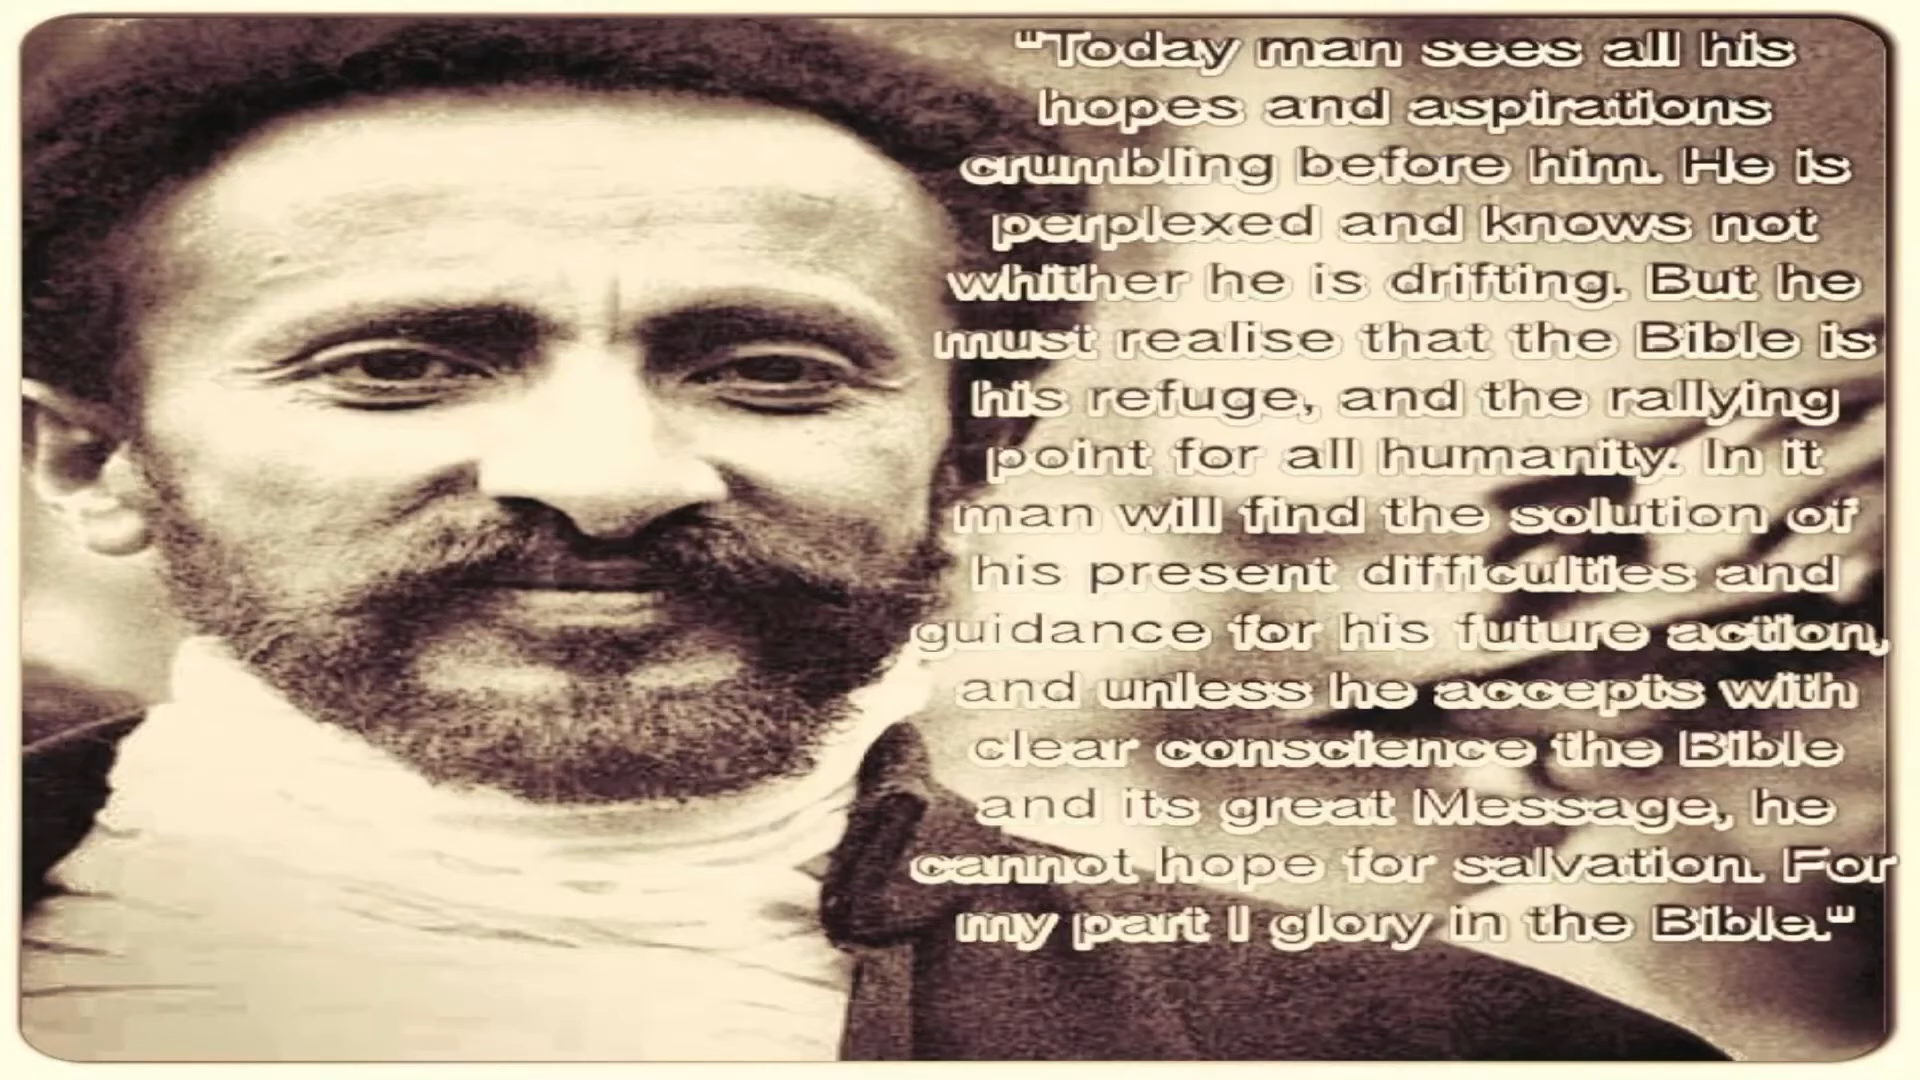 "Today man sees all his
hopes and aspirations
crumbling before him. He is
perplexed and knows not
whither he is drifting. But he
must realise that the Bible is
his refuge, and the rallying
point for all humanity. In it
man will find the solution of
his present difficulties and
guidance for his future action,
and unless he accepts with
clear conscience the Bible
and its great Message, he
cannot hope for salvation. For
my part I glory in the Bible."